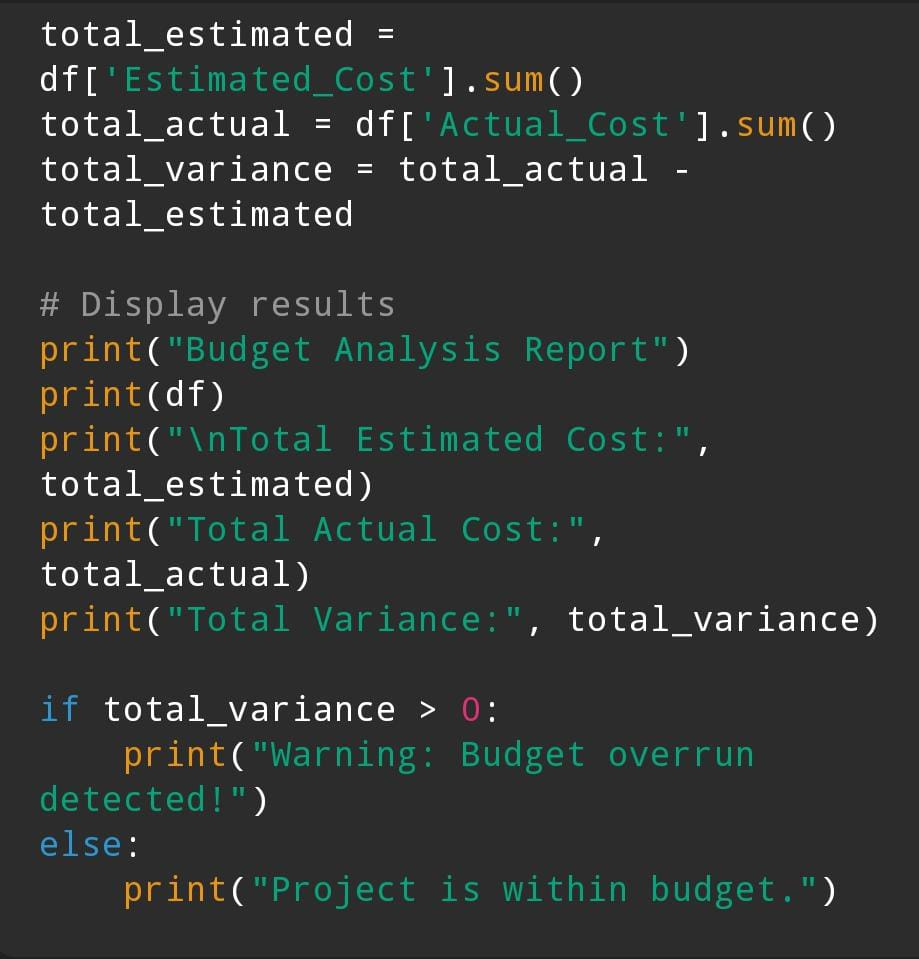 total_estimated =
df['Estimated_Cost'].sum()
total_actual = df['Actual_Cost'].sum()
total_variance = total_actual -
total_estimated

# Display results
print("Budget Analysis Report")
print(df)
print("\nTotal Estimated Cost:",
total_estimated)
print("Total Actual Cost:",
total_actual)
print("Total Variance:", total_variance)

if total_variance > 0:
    print("Warning: Budget overrun
detected!")
else:
    print("Project is within budget.")